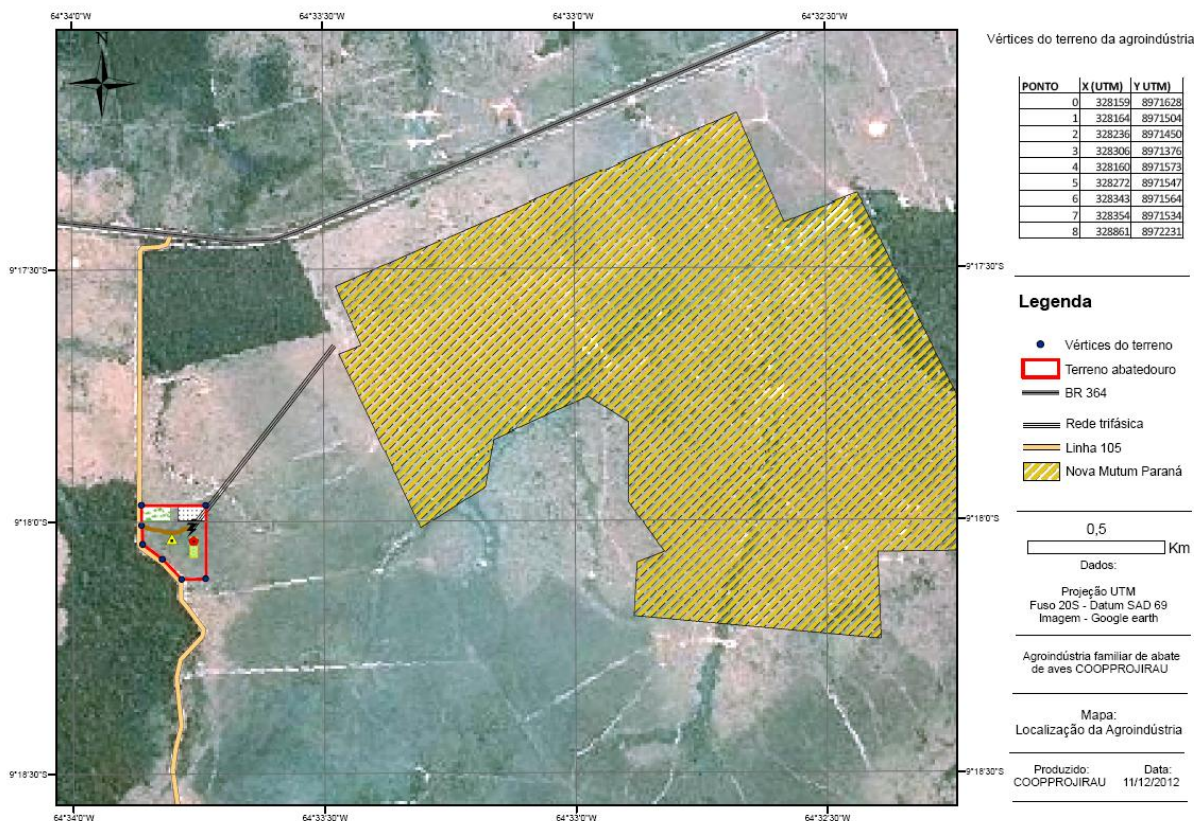 64°34'0"W 64°33'30"W 64°33'0"W 64°32'30"W
N
9°17'30"S 9°17'30"S
9°18'0"S 9°18'0"S
9°18'30"S 9°18'30"S
64°34'0"W 64°33'30"W 64°33'0"W 64°32'30"W
Vértices do terreno da agroindústria
PONTO X (UTM) Y UTM)
0 328159 8971628
1 328164 8971504
2 328236 8971450
3 328306 8971376
4 328160 8971573
5 328272 8971547
6 328343 8971564
7 328354 8971534
8 328861 8972231
Legenda
Vértices do terreno
Terreno abatedouro
BR 364
Rede trifásica
Linha 105
Nova Mutum Paraná
0,5
Km
Dados:
Projeção UTM
Fuso 20S - Datum SAD 69
Imagem - Google earth
Agroindústria familiar de abate
de aves COOPPROJIRAU
Mapa:
Localização da Agroindústria
Produzido: Data:
COOPPROJIRAU 11/12/2012